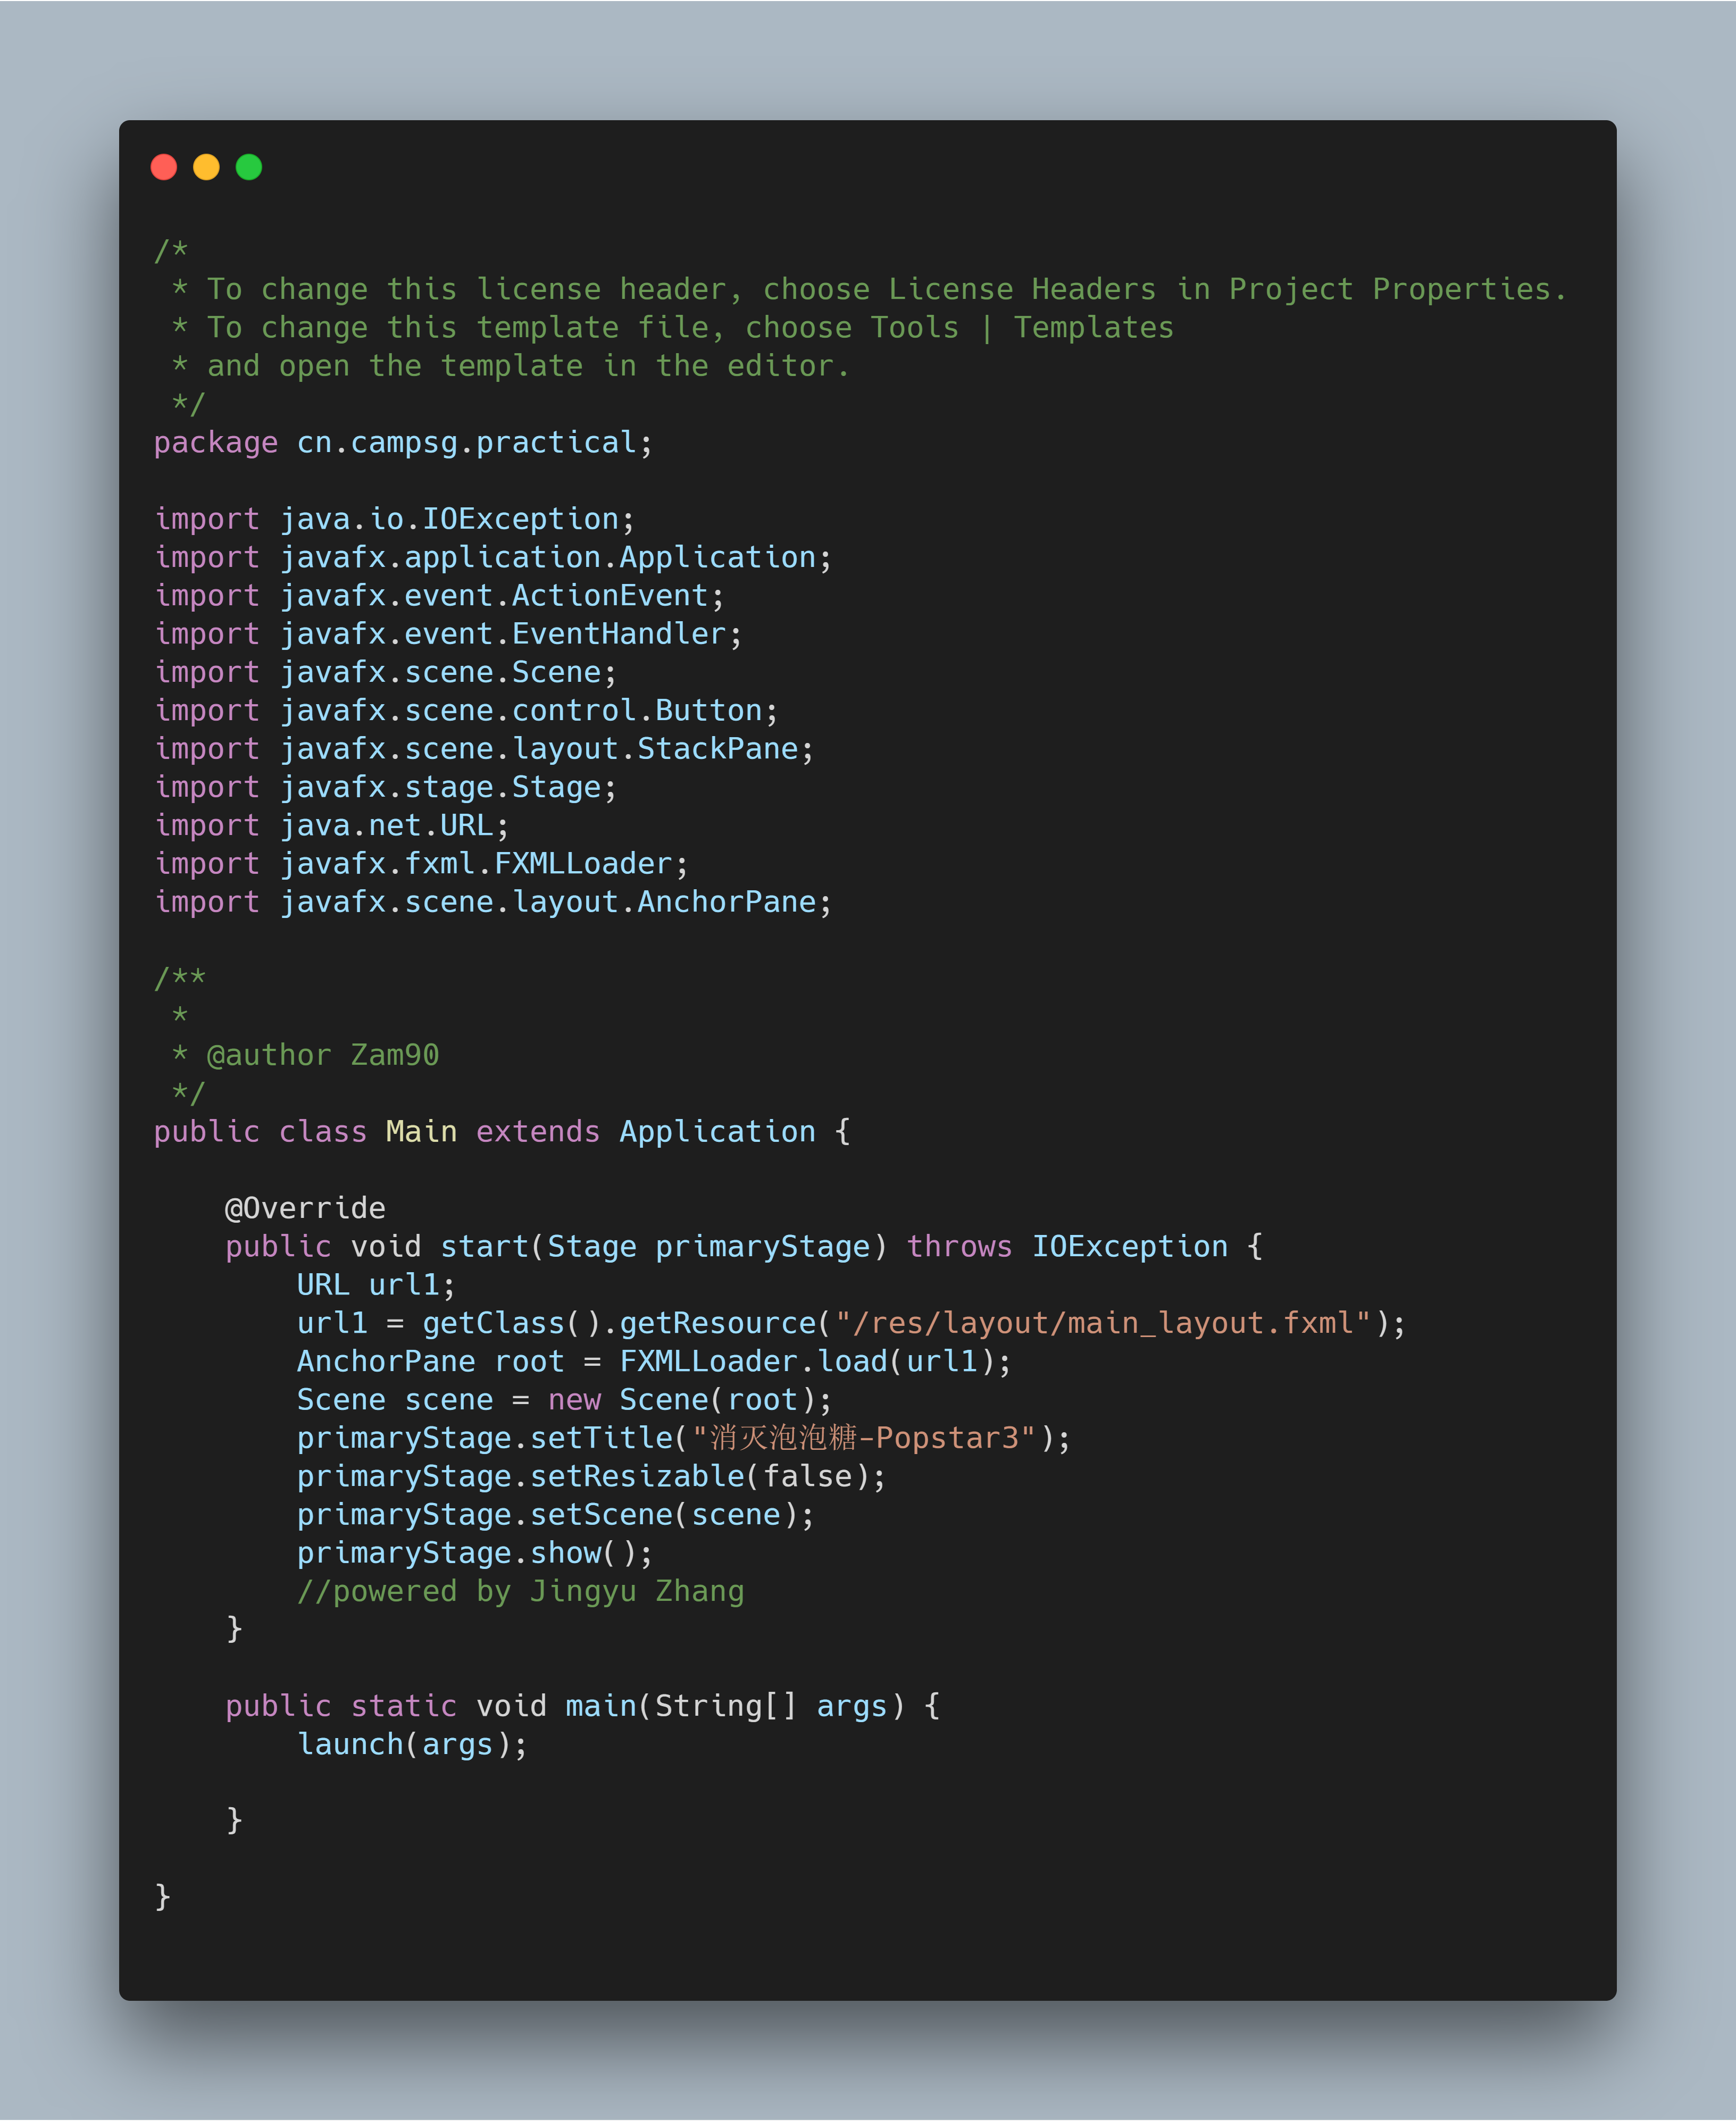 /*
 * To change this license header, choose License Headers in Project Properties.
 * To change this template file, choose Tools | Templates
 * and open the template in the editor.
 */
package cn.campsg.practical;

import java.io.IOException;
import javafx.application.Application;
import javafx.event.ActionEvent;
import javafx.event.EventHandler;
import javafx.scene.Scene;
import javafx.scene.control.Button;
import javafx.scene.layout.StackPane;
import javafx.stage.Stage;
import java.net.URL;
import javafx.fxml.FXMLLoader;
import javafx.scene.layout.AnchorPane;

/**
 *
 * @author Zam90
 */
public class Main extends Application {

    @Override
    public void start(Stage primaryStage) throws IOException {
        URL url1;
        url1 = getClass().getResource("/res/layout/main_layout.fxml");
        AnchorPane root = FXMLLoader.load(url1);
        Scene scene = new Scene(root);
        primaryStage.setTitle("消灭泡泡糖-Popstar3");
        primaryStage.setResizable(false);
        primaryStage.setScene(scene);
        primaryStage.show();
        //powered by Jingyu Zhang
    }

    public static void main(String[] args) {
        launch(args);

    }

}